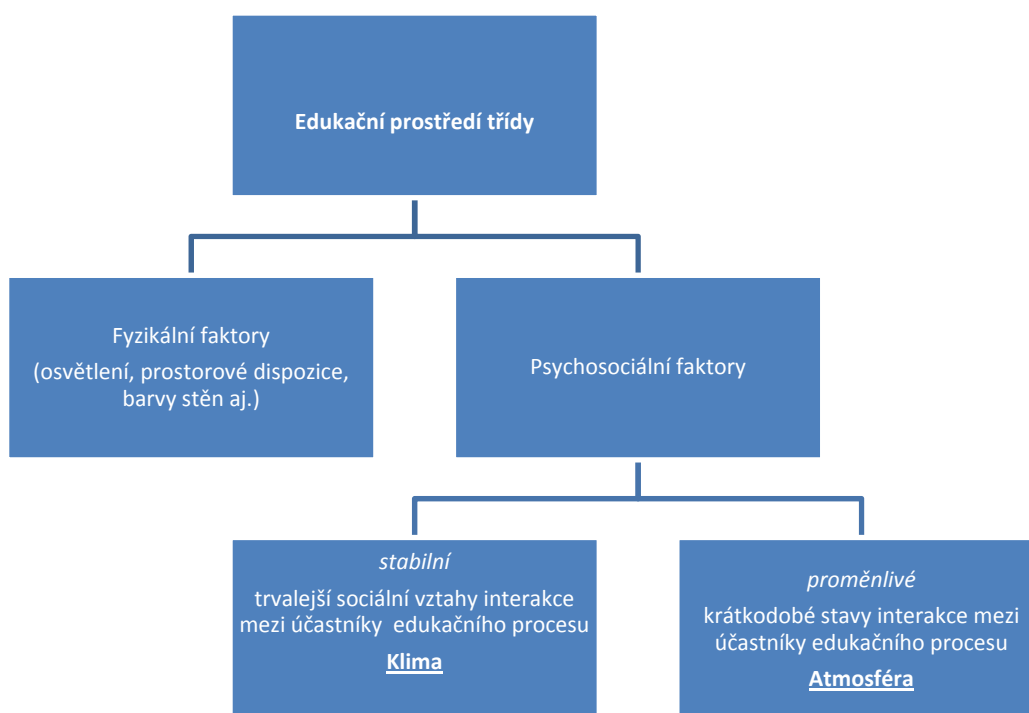 Edukační prostředí třídy
Fyzikální faktory
(osvětlení, prostorové dispozice,
barvy stěn aj.)
Psychosociální faktory
stabilní
trvalejší sociální vztahy interakce
mezi účastníky edukačního procesu
Klima
proměnlivé
krátkodobé stavy interakce mezi
účastníky edukačního procesu
Atmosféra